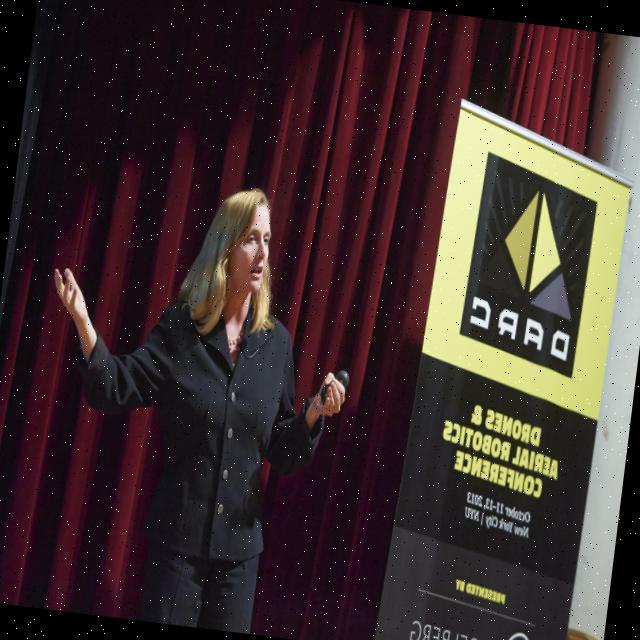 DARC
DRONES &
AERIAL ROBOTICS
CONFERENCE
October 11-13, 2013
New York City | NYU
PRESENTED BY